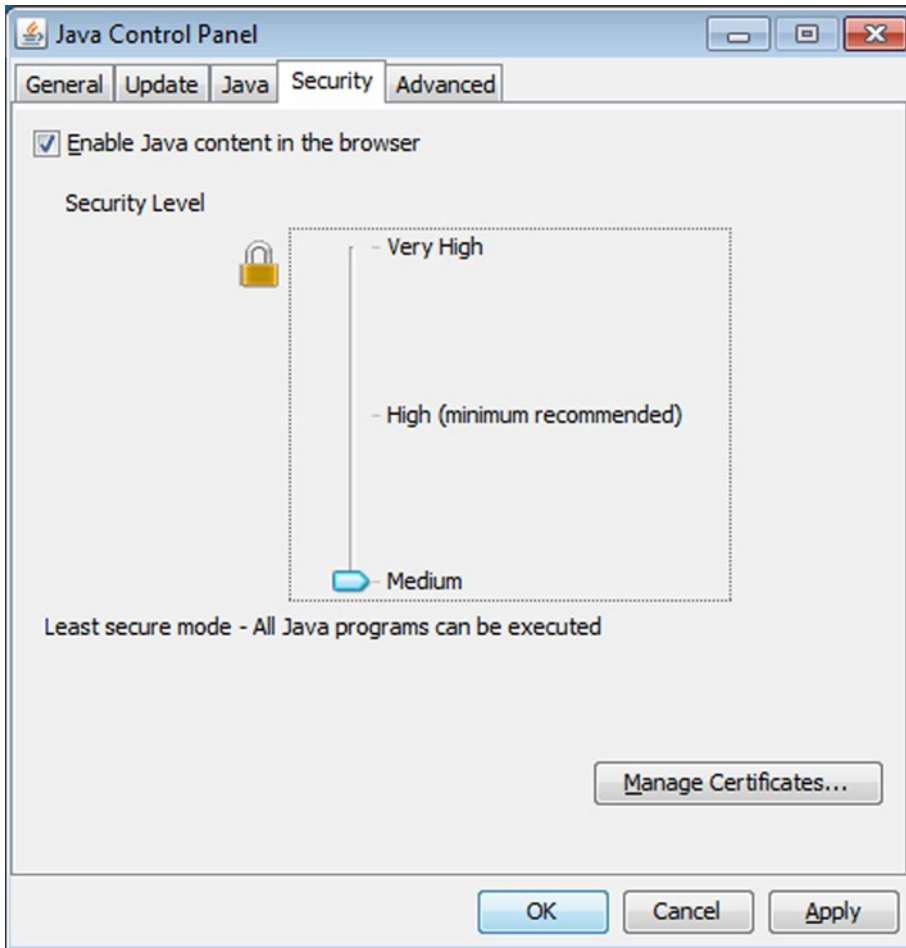 Java Control Panel
General Update Java Security Advanced
Enable Java content in the browser
Security Level
Very High
High (minimum recommended)
Medium
Least secure mode - All Java programs can be executed
Manage Certificates...
OK Cancel Apply